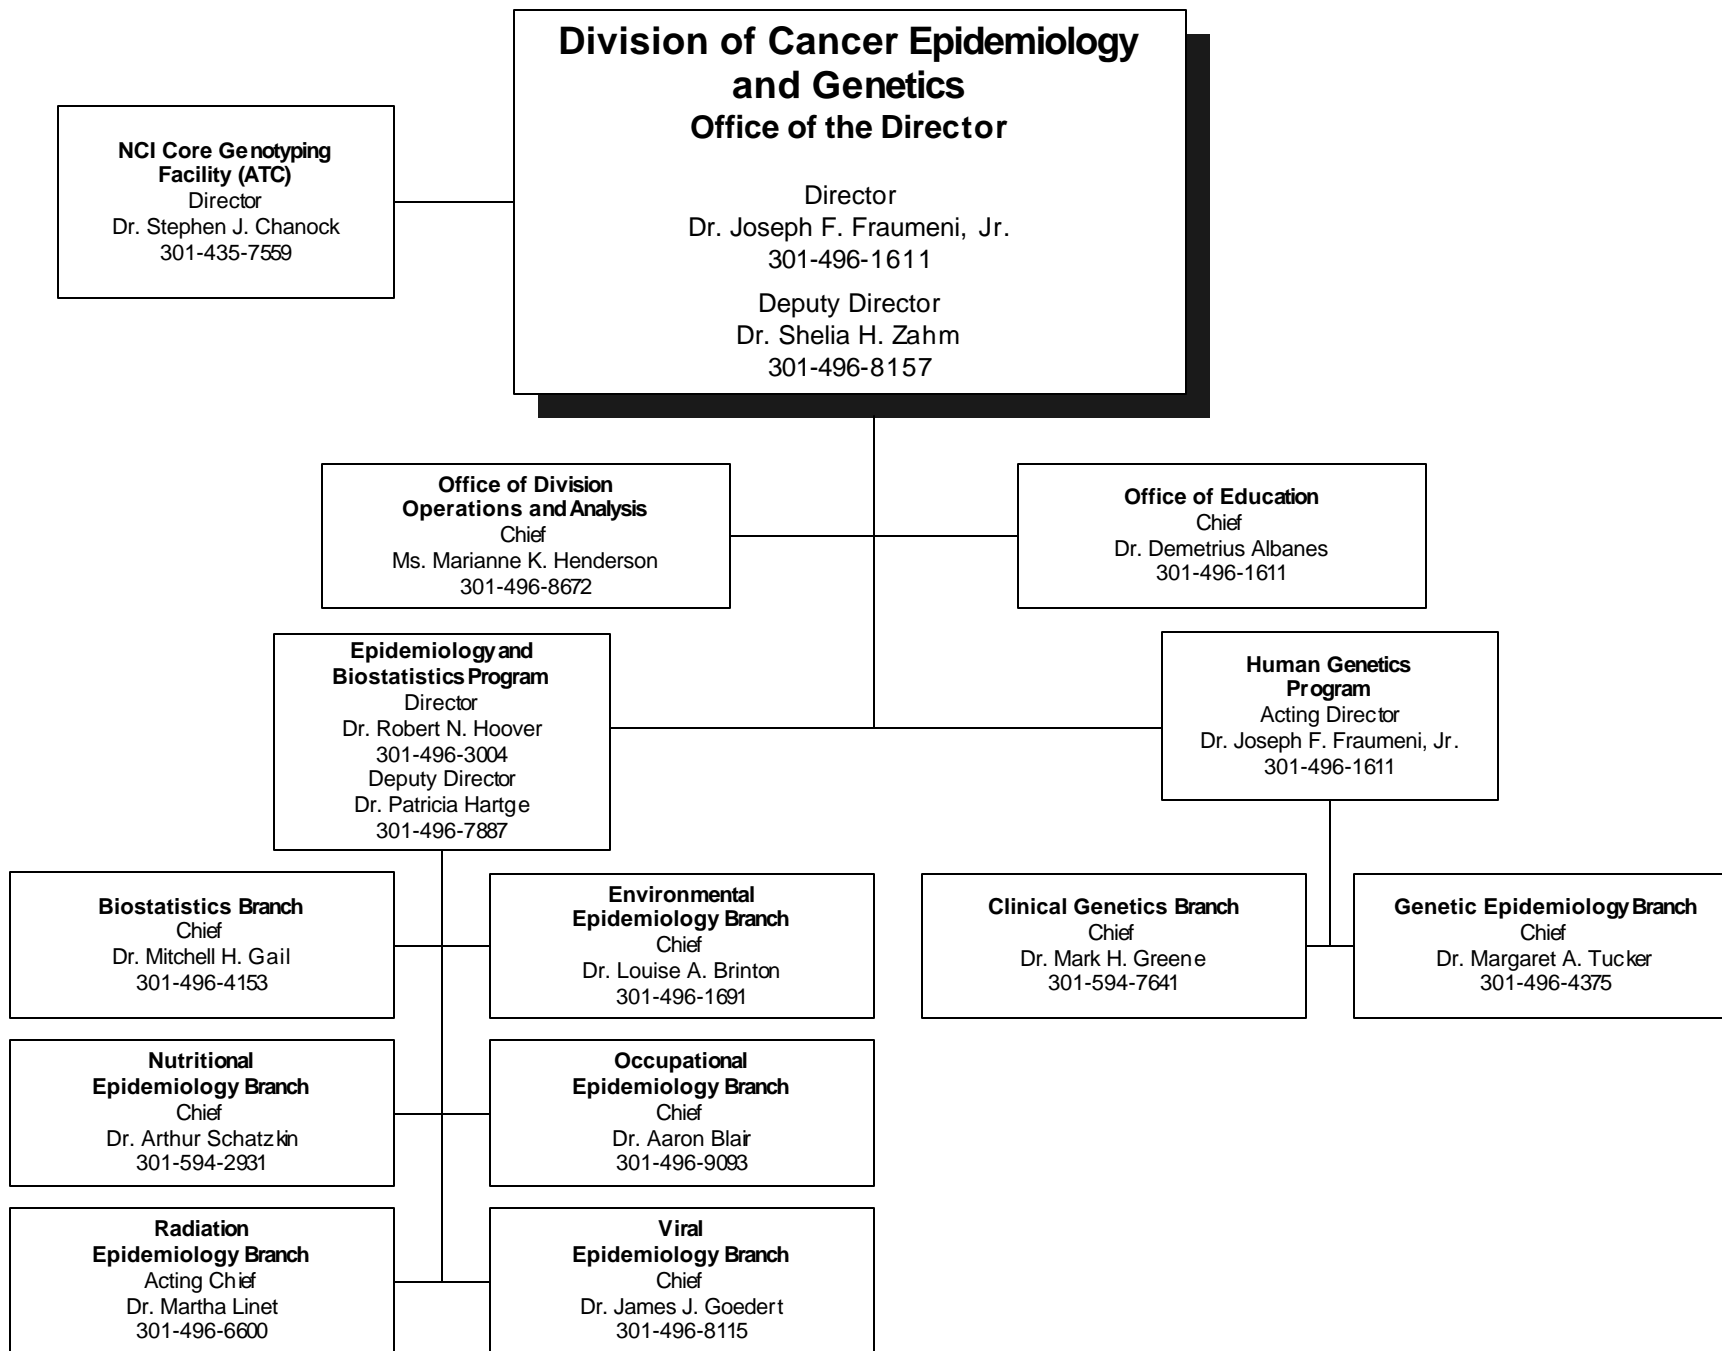 Division of Cancer Epidemiology
and Genetics
Office of the Director
Director
Dr. Joseph F. Fraumeni, Jr.
301-496-1611
Deputy Director
Dr. Shelia H. Zahm
301-496-8157
NCI Core Genotyping
Facility (ATC)
Director
Dr. Stephen J. Chanock
301-435-7559
Office of Division
Operations and Analysis
Chief
Ms. Marianne K. Henderson
301-496-8672
Office of Education
Chief
Dr. Demetrius Albanes
301-496-1611
Epidemiology and
Biostatistics Program
Director
Dr. Robert N. Hoover
301-496-3004
Deputy Director
Dr. Patricia Hartge
301-496-7887
Human Genetics
Program
Acting Director
Dr. Joseph F. Fraumeni, Jr.
301-496-1611
Biostatistics Branch
Chief
Dr. Mitchell H. Gail
301-496-4153
Environmental
Epidemiology Branch
Chief
Dr. Louise A. Brinton
301-496-1691
Clinical Genetics Branch
Chief
Dr. Mark H. Greene
301-594-7641
Genetic Epidemiology Branch
Chief
Dr. Margaret A. Tucker
301-496-4375
Nutritional
Epidemiology Branch
Chief
Dr. Arthur Schatzkin
301-594-2931
Occupational
Epidemiology Branch
Chief
Dr. Aaron Blair
301-496-9093
Radiation
Epidemiology Branch
Acting Chief
Dr. Martha Linet
301-496-6600
Viral
Epidemiology Branch
Chief
Dr. James J. Goedert
301-496-8115